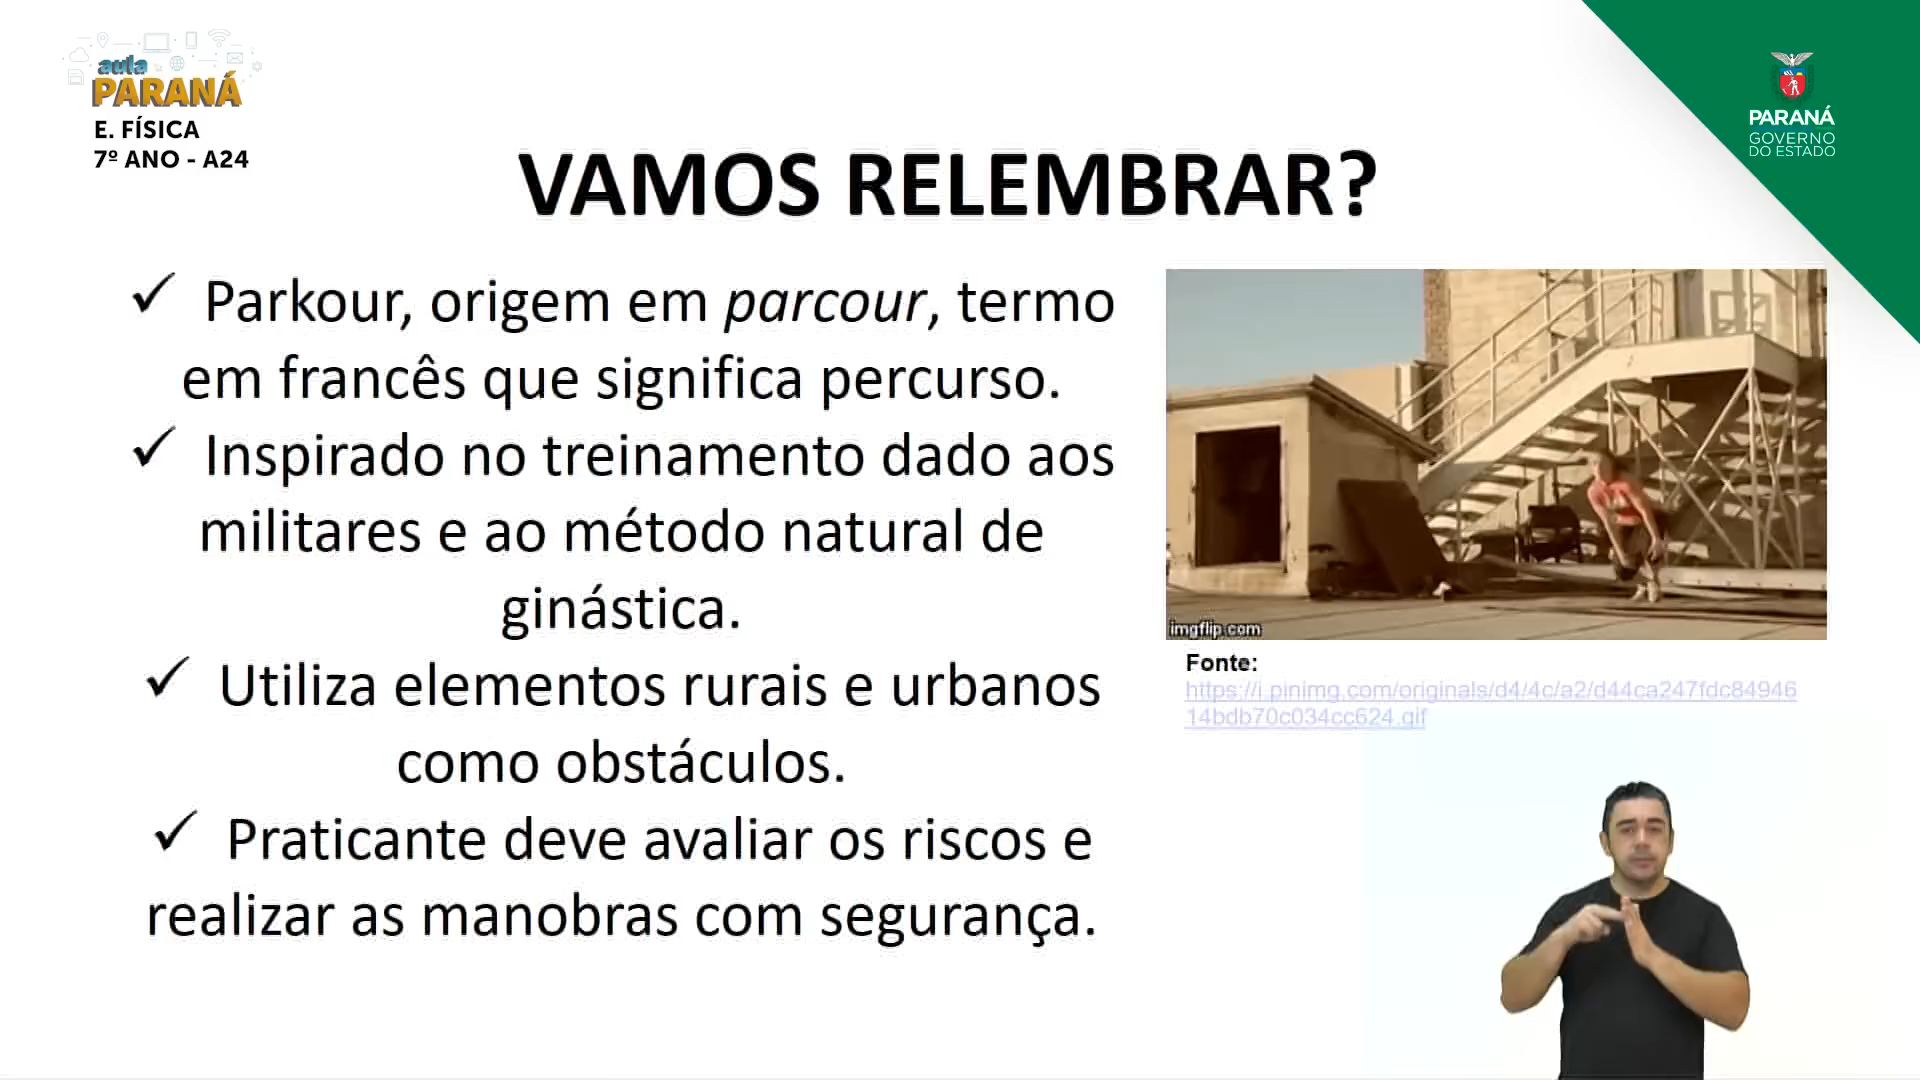 aula
PARANÁ
E. FÍSICA
7º ANO - A24
PARANÁ
GOVERNO
DO ESTADO
VAMOS RELEMBRAR?
✓ Parkour, origem em parcour, termo
em francês que significa percurso.
✓ Inspirado no treinamento dado aos
militares e ao método natural de
ginástica.
✓ Utiliza elementos rurais e urbanos
como obstáculos.
✓ Praticante deve avaliar os riscos e
realizar as manobras com segurança.
imgflip.com
Fonte:
https://i.pinimg.com/originals/d4/4c/a2/d44ca247fdc84946
14bdb70c034cc624.gif